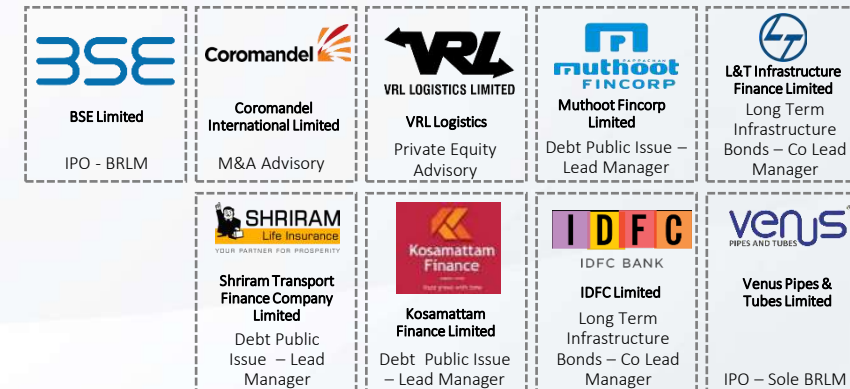 BSE
BSE Limited
IPO - BRLM
Coromandel
Coromandel
International Limited
M&A Advisory
VRL
VRL LOGISTICS LIMITED
VRL Logistics
Private Equity
Advisory
PAPPACHAN
muthoot
FINCORP
Muthoot Fincorp
Limited
Debt Public Issue –
Lead Manager
LT
L&T Infrastructure
Finance Limited
Long Term
Infrastructure
Bonds – Co Lead
Manager
SHRIRAM
Life Insurance
YOUR PARTNER FOR PROSPERITY
Shriram Transport
Finance Company
Limited
Debt Public
Issue – Lead
Manager
Kosamattam
Finance
Kosamattam
Finance Limited
Debt Public Issue
– Lead Manager
IDFC
IDFC BANK
IDFC Limited
Long Term
Infrastructure
Bonds – Co Lead
Manager
venus
PIPES AND TUBES
Venus Pipes &
Tubes Limited
IPO – Sole BRLM